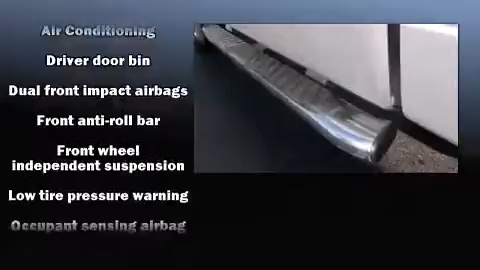 Air Conditioning
Driver door bin
Dual front impact airbags
Front anti-roll bar
Front wheel
independent suspension
Low tire pressure warning
Occupant sensing airbag